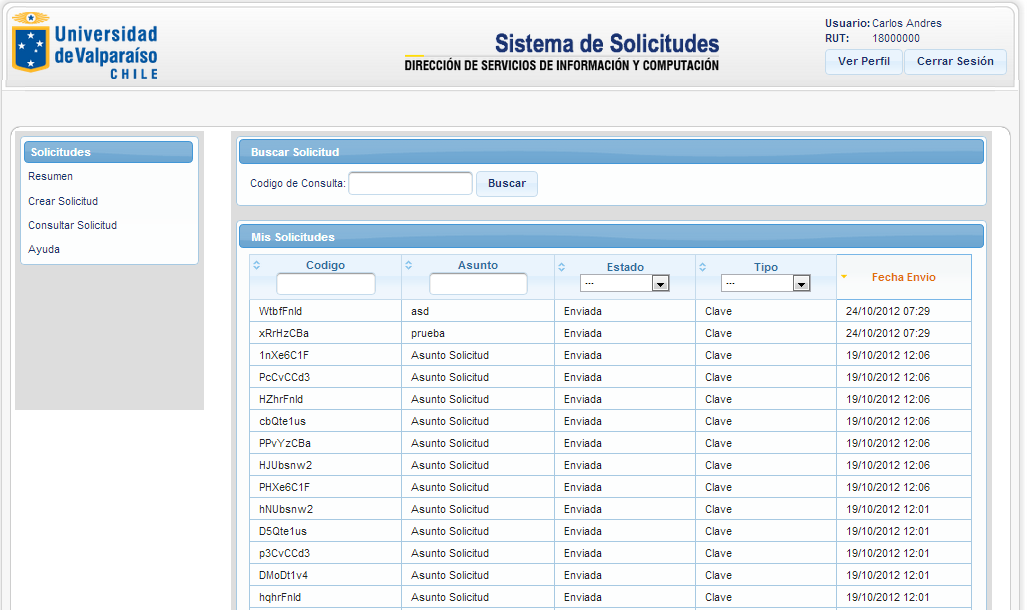 Universidad
de Valparaíso
CHILE
Sistema de Solicitudes
DIRECCIÓN DE SERVICIOS DE INFORMACIÓN Y COMPUTACIÓN
Usuario: Carlos Andres
RUT: 18000000
Ver Perfil Cerrar Sesión
Solicitudes
Resumen
Crear Solicitud
Consultar Solicitud
Ayuda
Buscar Solicitud
Codigo de Consulta: Buscar
Mis Solicitudes
Codigo Asunto Estado Tipo Fecha Envio
--- ---
WtbfFnld asd Enviada Clave 24/10/2012 07:29
xRrHzCBa prueba Enviada Clave 24/10/2012 07:29
1nXe6C1F Asunto Solicitud Enviada Clave 19/10/2012 12:06
PcCvCCd3 Asunto Solicitud Enviada Clave 19/10/2012 12:06
HZhrFnld Asunto Solicitud Enviada Clave 19/10/2012 12:06
cbQte1us Asunto Solicitud Enviada Clave 19/10/2012 12:06
PPvYzCBa Asunto Solicitud Enviada Clave 19/10/2012 12:06
HJUbsnw2 Asunto Solicitud Enviada Clave 19/10/2012 12:06
PHXe6C1F Asunto Solicitud Enviada Clave 19/10/2012 12:06
hNUbsnw2 Asunto Solicitud Enviada Clave 19/10/2012 12:01
D5Qte1us Asunto Solicitud Enviada Clave 19/10/2012 12:01
p3CvCCd3 Asunto Solicitud Enviada Clave 19/10/2012 12:01
DMoDt1v4 Asunto Solicitud Enviada Clave 19/10/2012 12:01
hqhrFnld Asunto Solicitud Enviada Clave 19/10/2012 12:01